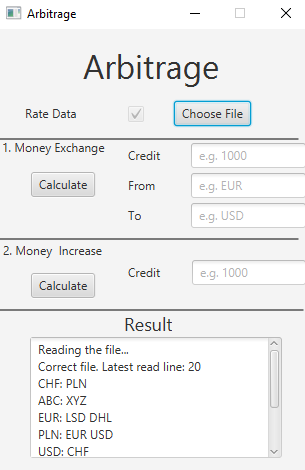 Arbitrage
Arbitrage
Rate Data
Choose File
1. Money Exchange
Credit
e.g. 1000
Calculate
From
e.g. EUR
To
e.g. USD
2. Money  Increase
Credit
e.g. 1000
Calculate
Result
Reading the file...
Correct file. Latest read line: 20
CHF: PLN
ABC: XYZ
EUR: LSD DHL
PLN: EUR USD
USD: CHF